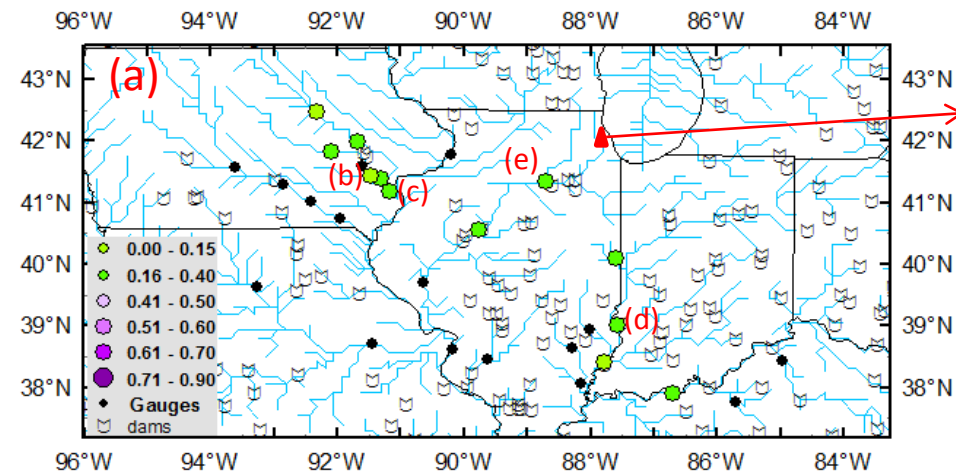 96°W 94°W 92°W 90°W 88°W 86°W 84°W
43°N (a) 43°N
42°N 42°N
(b) (c) (e)
41°N 41°N
40°N 40°N
39°N (d) 39°N
38°N 38°N
0.00 - 0.15
0.16 - 0.40
0.41 - 0.50
0.51 - 0.60
0.61 - 0.70
0.71 - 0.90
Gauges
dams
96°W 94°W 92°W 90°W 88°W 86°W 84°W